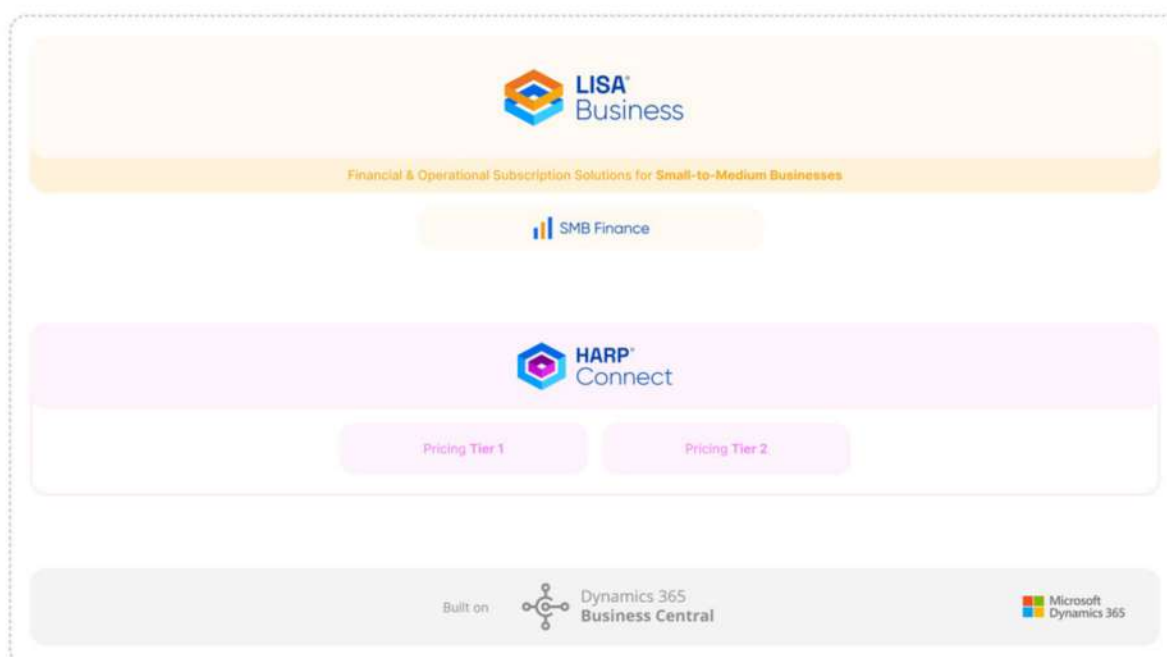 LISA®
Business
Financial & Operational Subscription Solutions for Small-to-Medium Businesses
SMB Finance
HARP®
Connect
Pricing Tier 1
Pricing Tier 2
Built on
Dynamics 365
Business Central
Microsoft
Dynamics 365